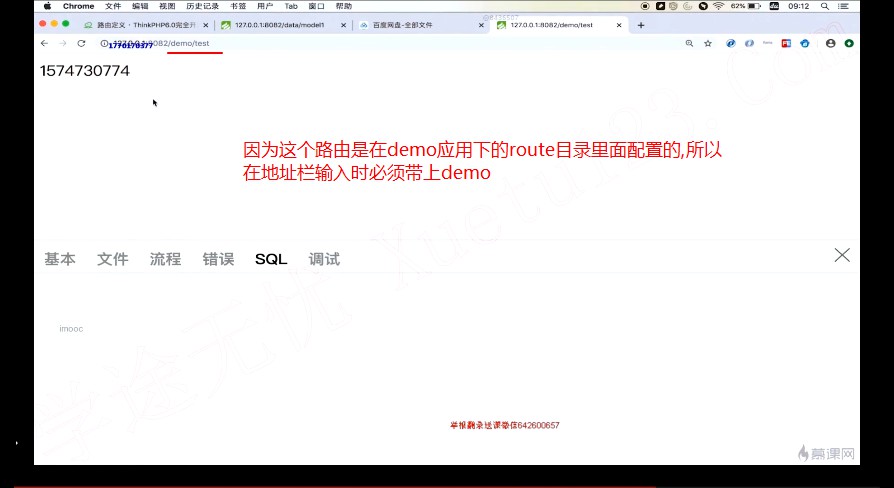 Chrome 文件 编辑 视图 历史记录 书签 用户 Tab 窗口 帮助 62% 09:12
路由定义 · ThinkPHP6.0完全开 127.0.0.1:8082/data/model1 百度网盘-全部文件 127.0.0.1:8082/demo/test
127.0.0.1:8082/demo/test
1574730774
因为这个路由是在demo应用下的route目录里面配置的,所以
在地址栏输入时必须带上demo
基本 文件 流程 错误 SQL 调试
imooc
举报翻录送课微信642600657
慕课网
学途无忧 Xuetu123.Com